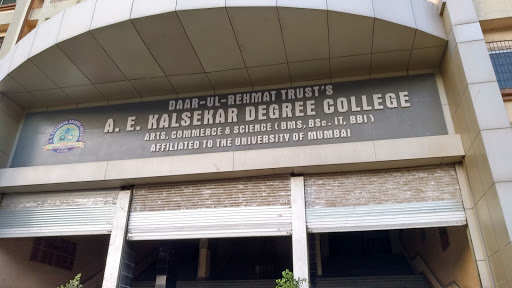 DAAR-UL-REHMAT TRUST'S
A. E. KALSEKAR DEGREE COLLEGE
ARTS, COMMERCE & SCIENCE ( BMS, BSc. IT, BBI )
AFFILIATED TO THE UNIVERSITY OF MUMBAI